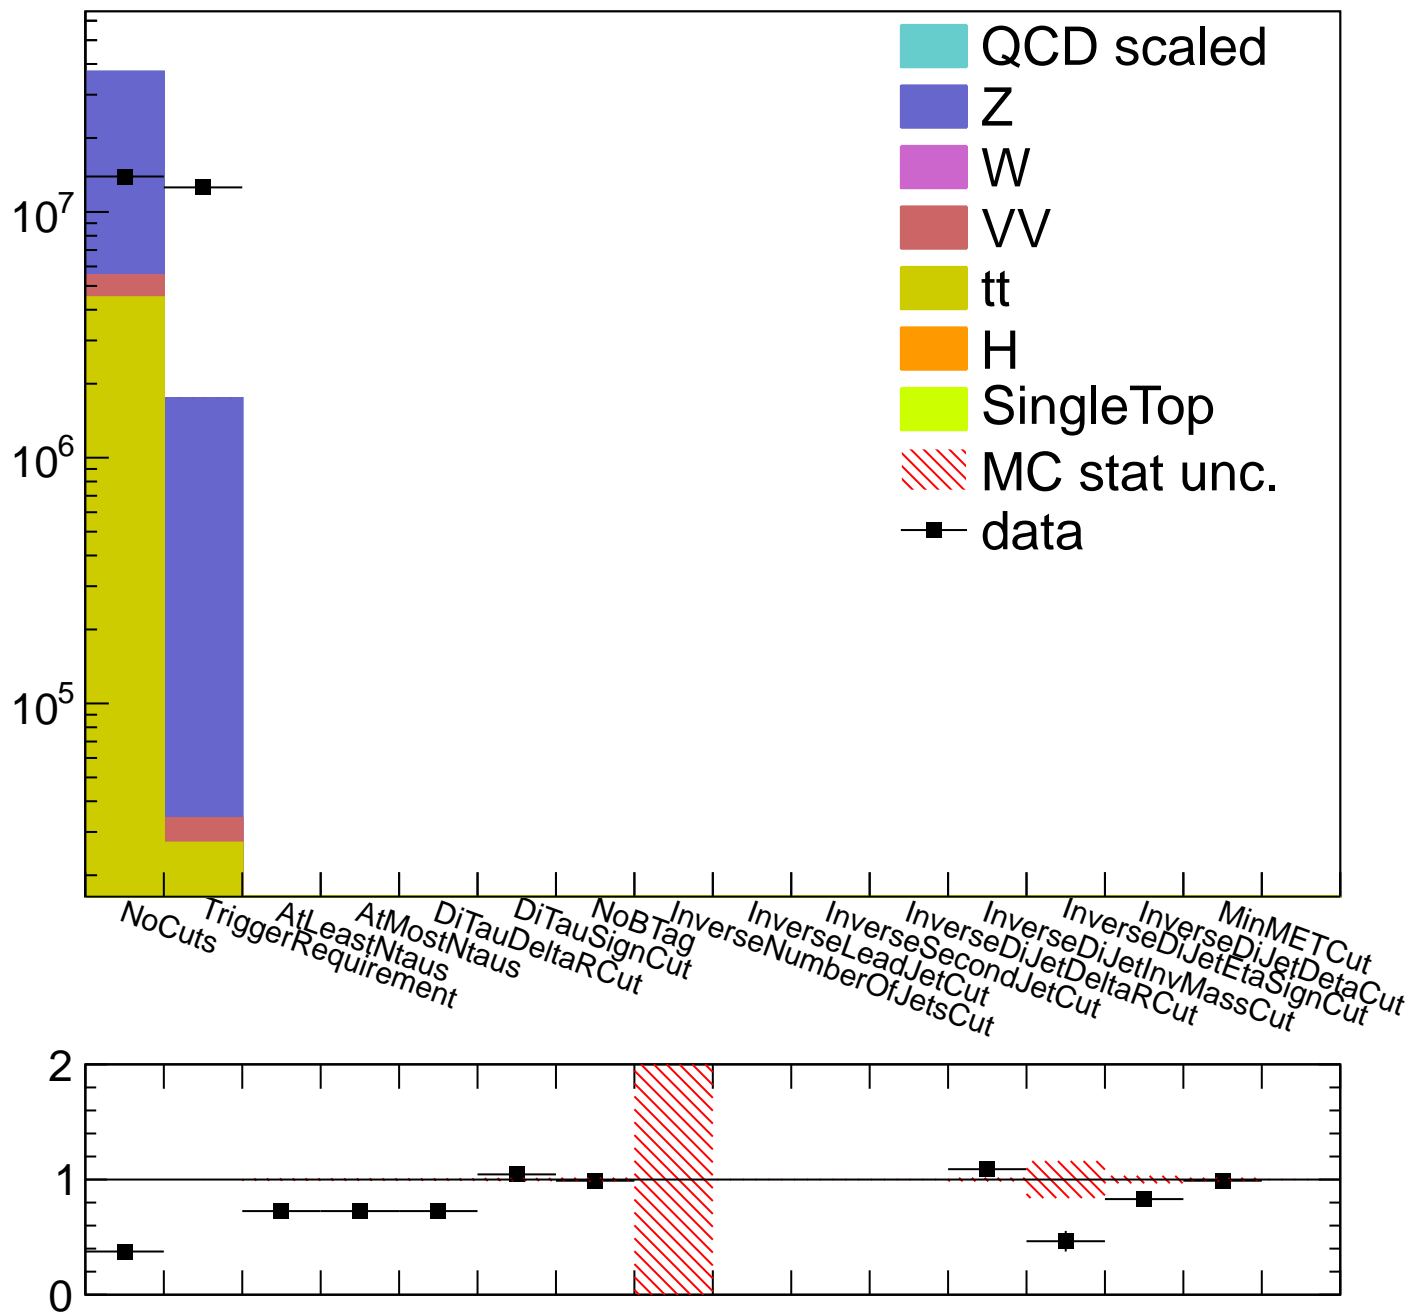 QCD scaled
Z
W
VV
tt
H
SingleTop
MC stat unc.
data
10^7
10^6
10^5
NoCuts
TriggerRequirement
AtLeastNtaus
AtMostNtaus
DiTauDeltaRCut
DiTauSignCut
NoBTag
InverseNumberOfJetsCut
InverseLeadJetCut
InverseSecondJetCut
InverseDiJetDeltaRCut
InverseDiJetInvMassCut
InverseDiJetEtaSignCut
InverseDiJetDetaCut
MinMETCut
2
1
0